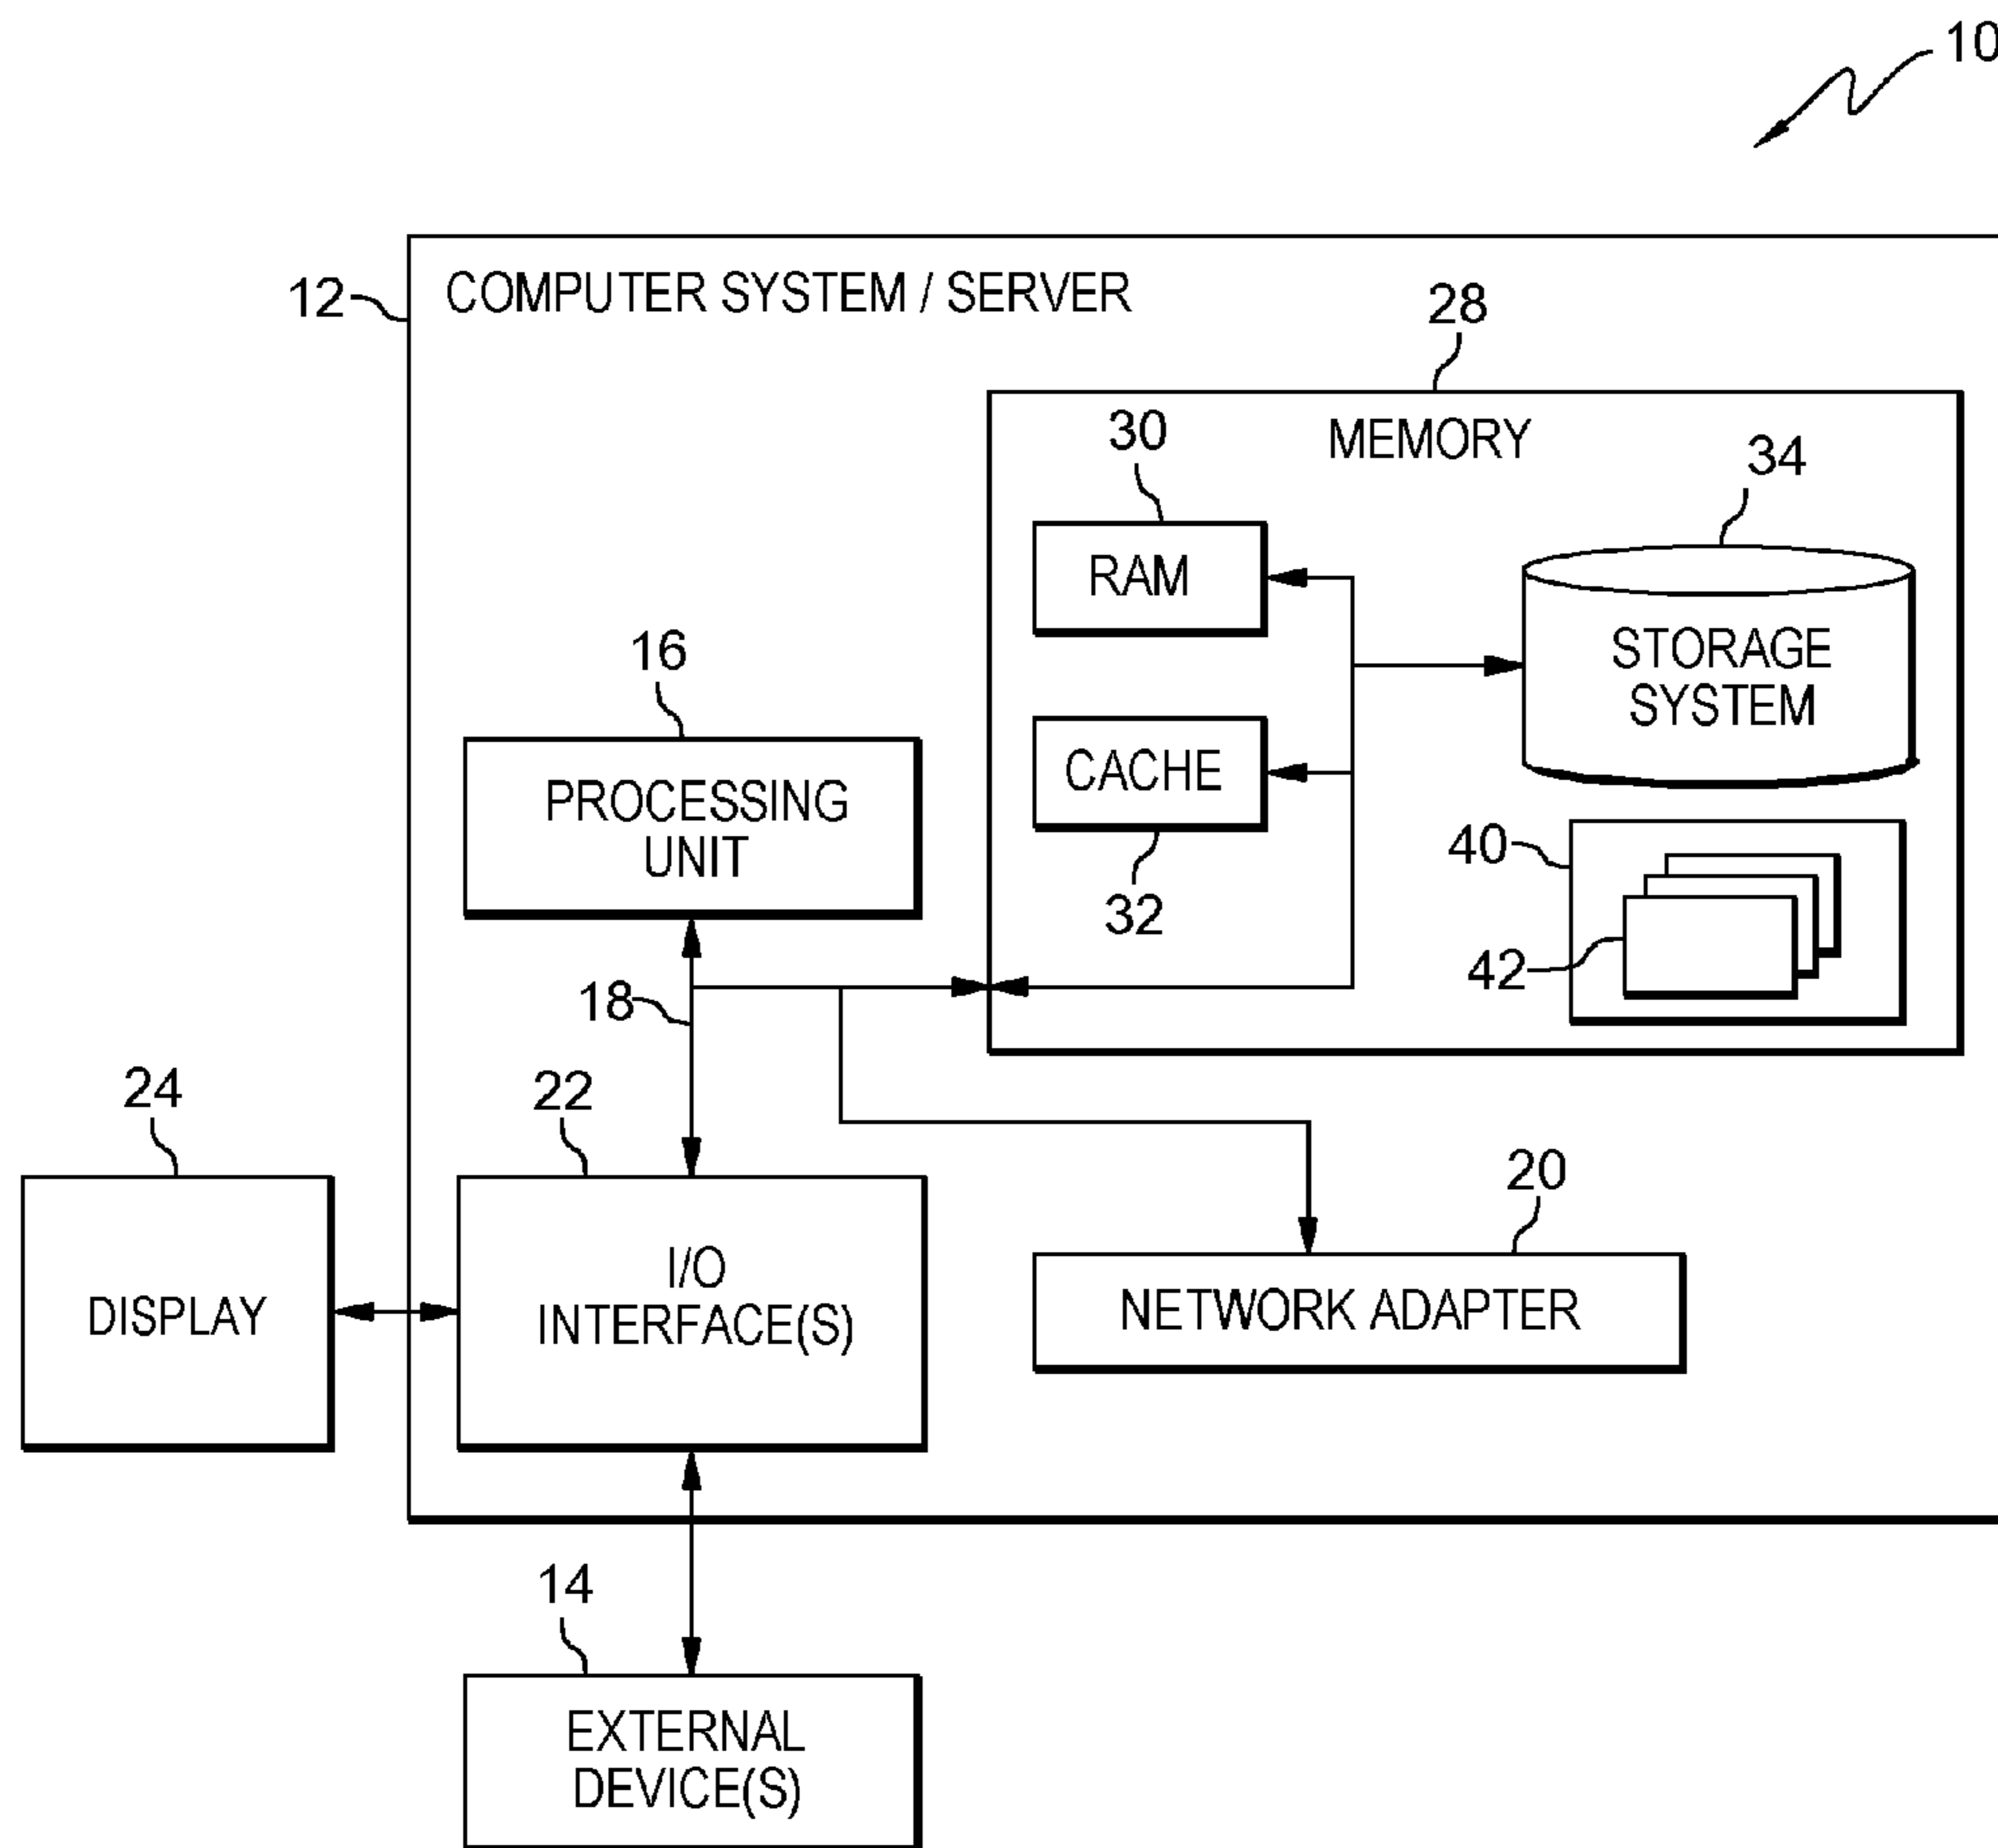 10
12
COMPUTER SYSTEM / SERVER
28
MEMORY
30
34
RAM
STORAGE
SYSTEM
16
CACHE
PROCESSING
UNIT
40
32
42
18
24
22
20
DISPLAY
I/O
INTERFACE(S)
NETWORK ADAPTER
14
EXTERNAL
DEVICE(S)